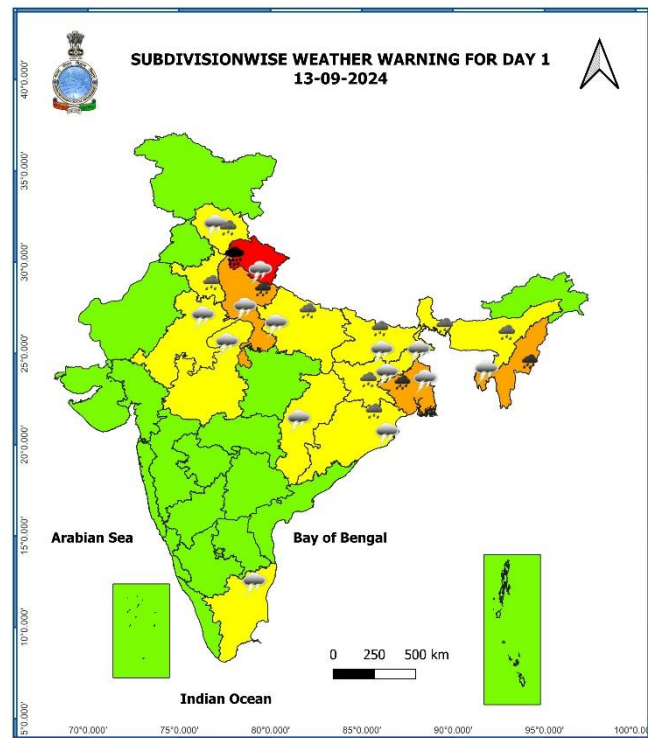 SUBDIVISIONWISE WEATHER WARNING FOR DAY 1
13-09-2024
40°0.000'
35°0.000'
30°0.000'
25°0.000'
20°0.000'
15°0.000'
10°0.000'
5°0.000'
Arabian Sea
Bay of Bengal
0 250 500 km
Indian Ocean
70°0.000' 75°0.000' 80°0.000' 85°0.000' 90°0.000' 95°0.000' 100°0.00